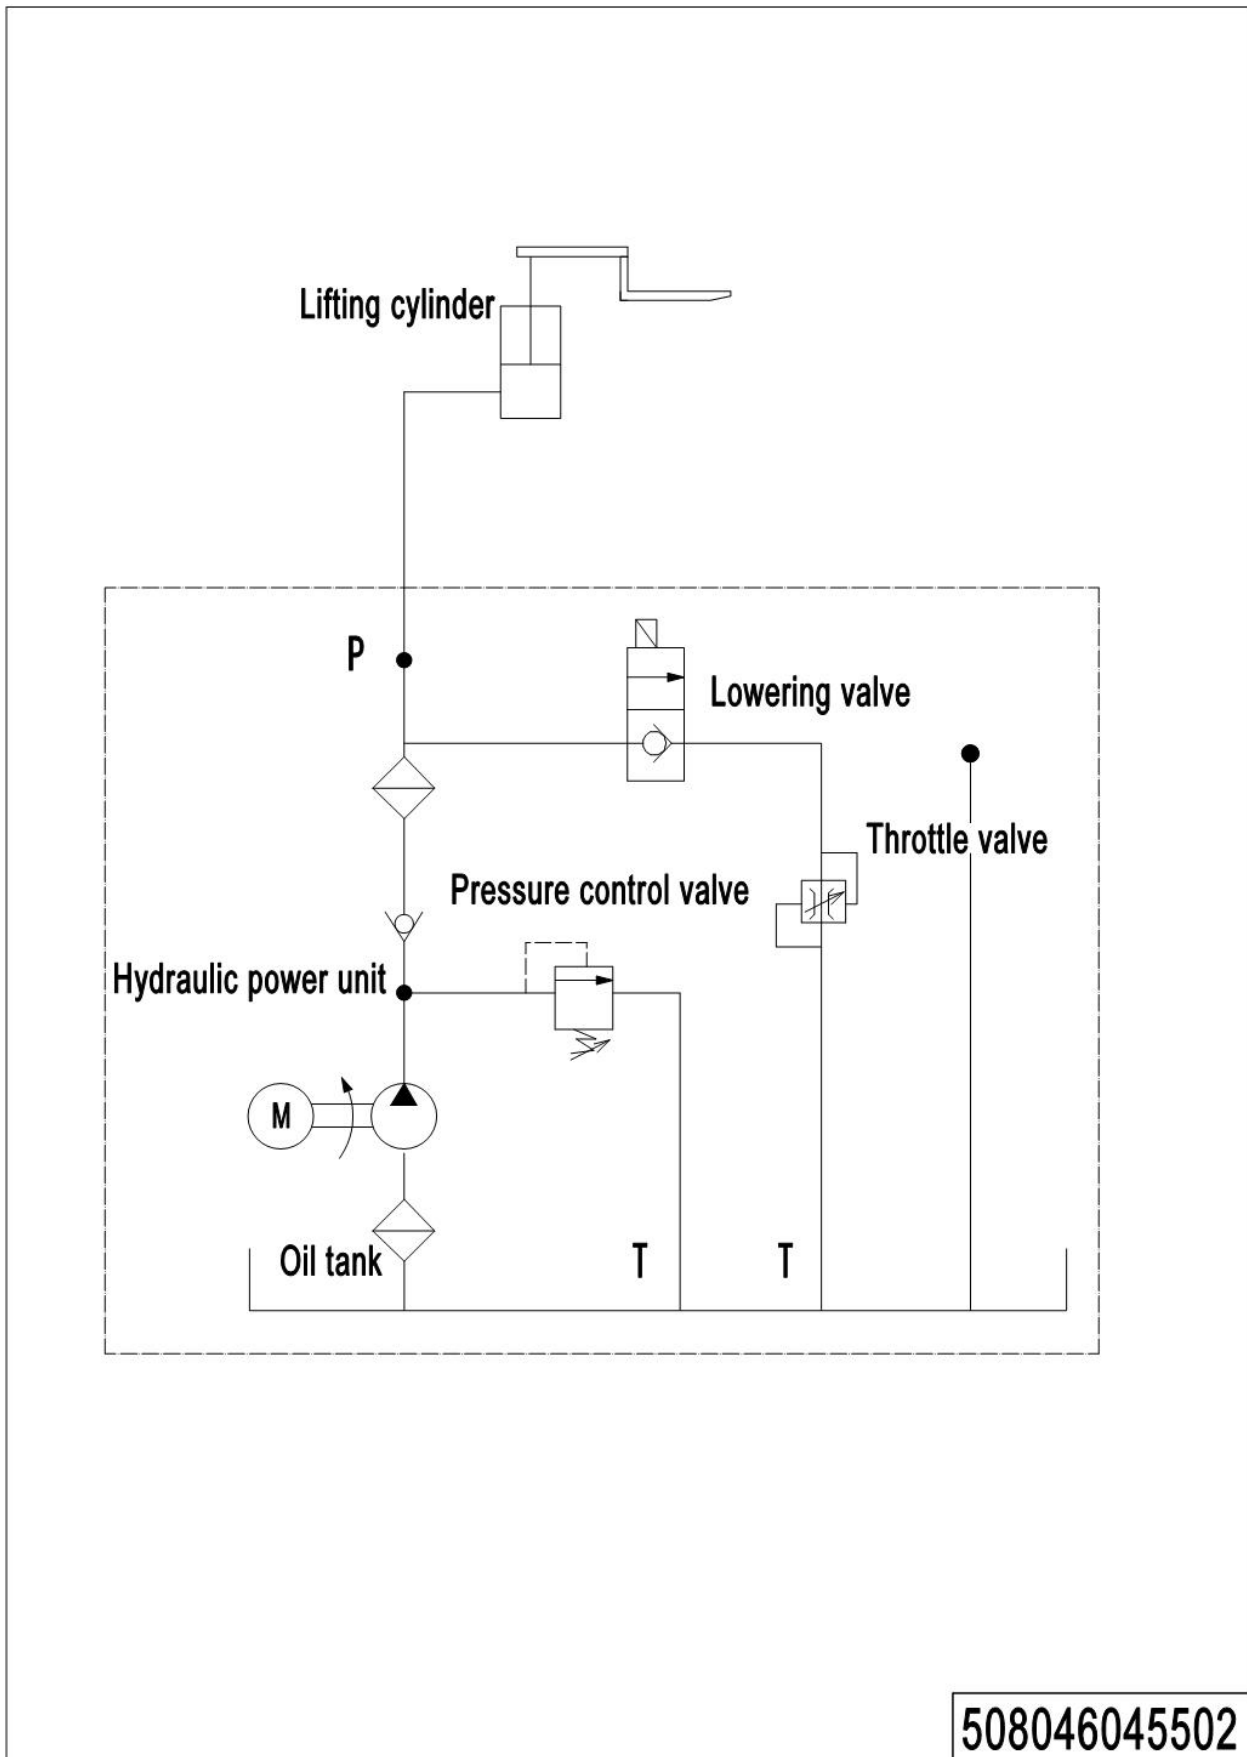 Lifting cylinder
P
Lowering valve
Throttle valve
Pressure control valve
Hydraulic power unit
M
Oil tank
T
T
508046045502